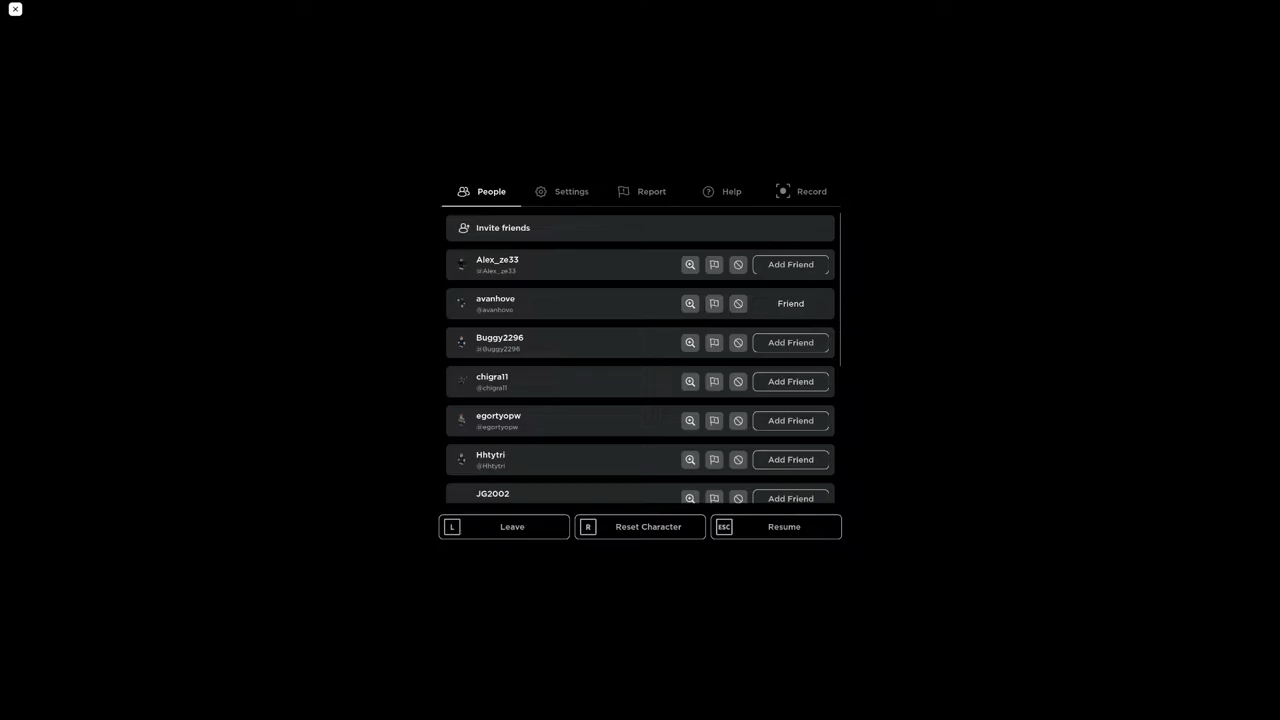 People
Settings
Report
Help
Record
Invite friends
Alex_ze33
@Alex_ze33
Add Friend
avanhove
@avanhove
Friend
Buggy2296
@Buggy2296
Add Friend
chigra11
@chigra11
Add Friend
egortyopw
@egortyopw
Add Friend
Hhtytri
@Hhtytri
Add Friend
JG2002
Add Friend
L Leave
R Reset Character
ESC Resume